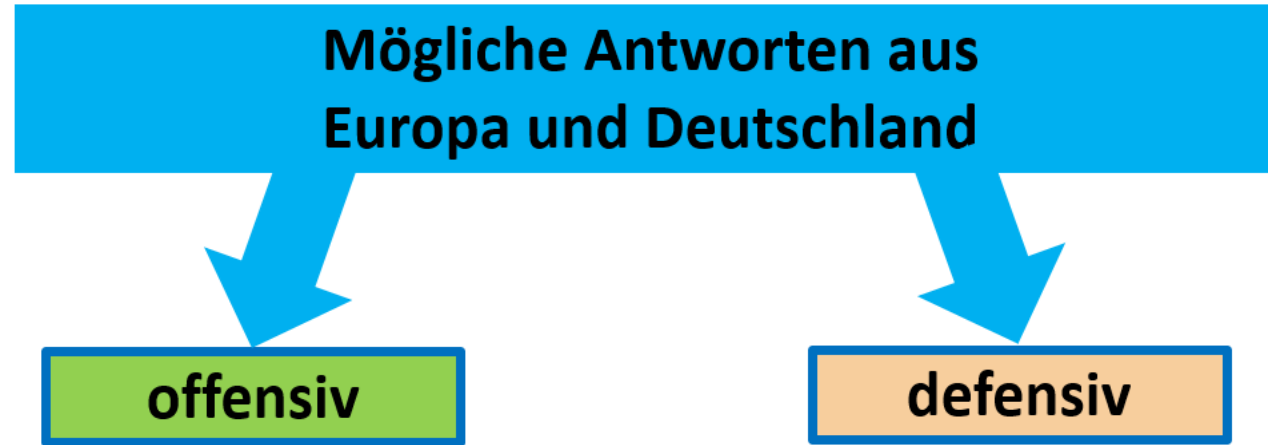 Mögliche Antworten aus
Europa und Deutschland
offensiv
defensiv